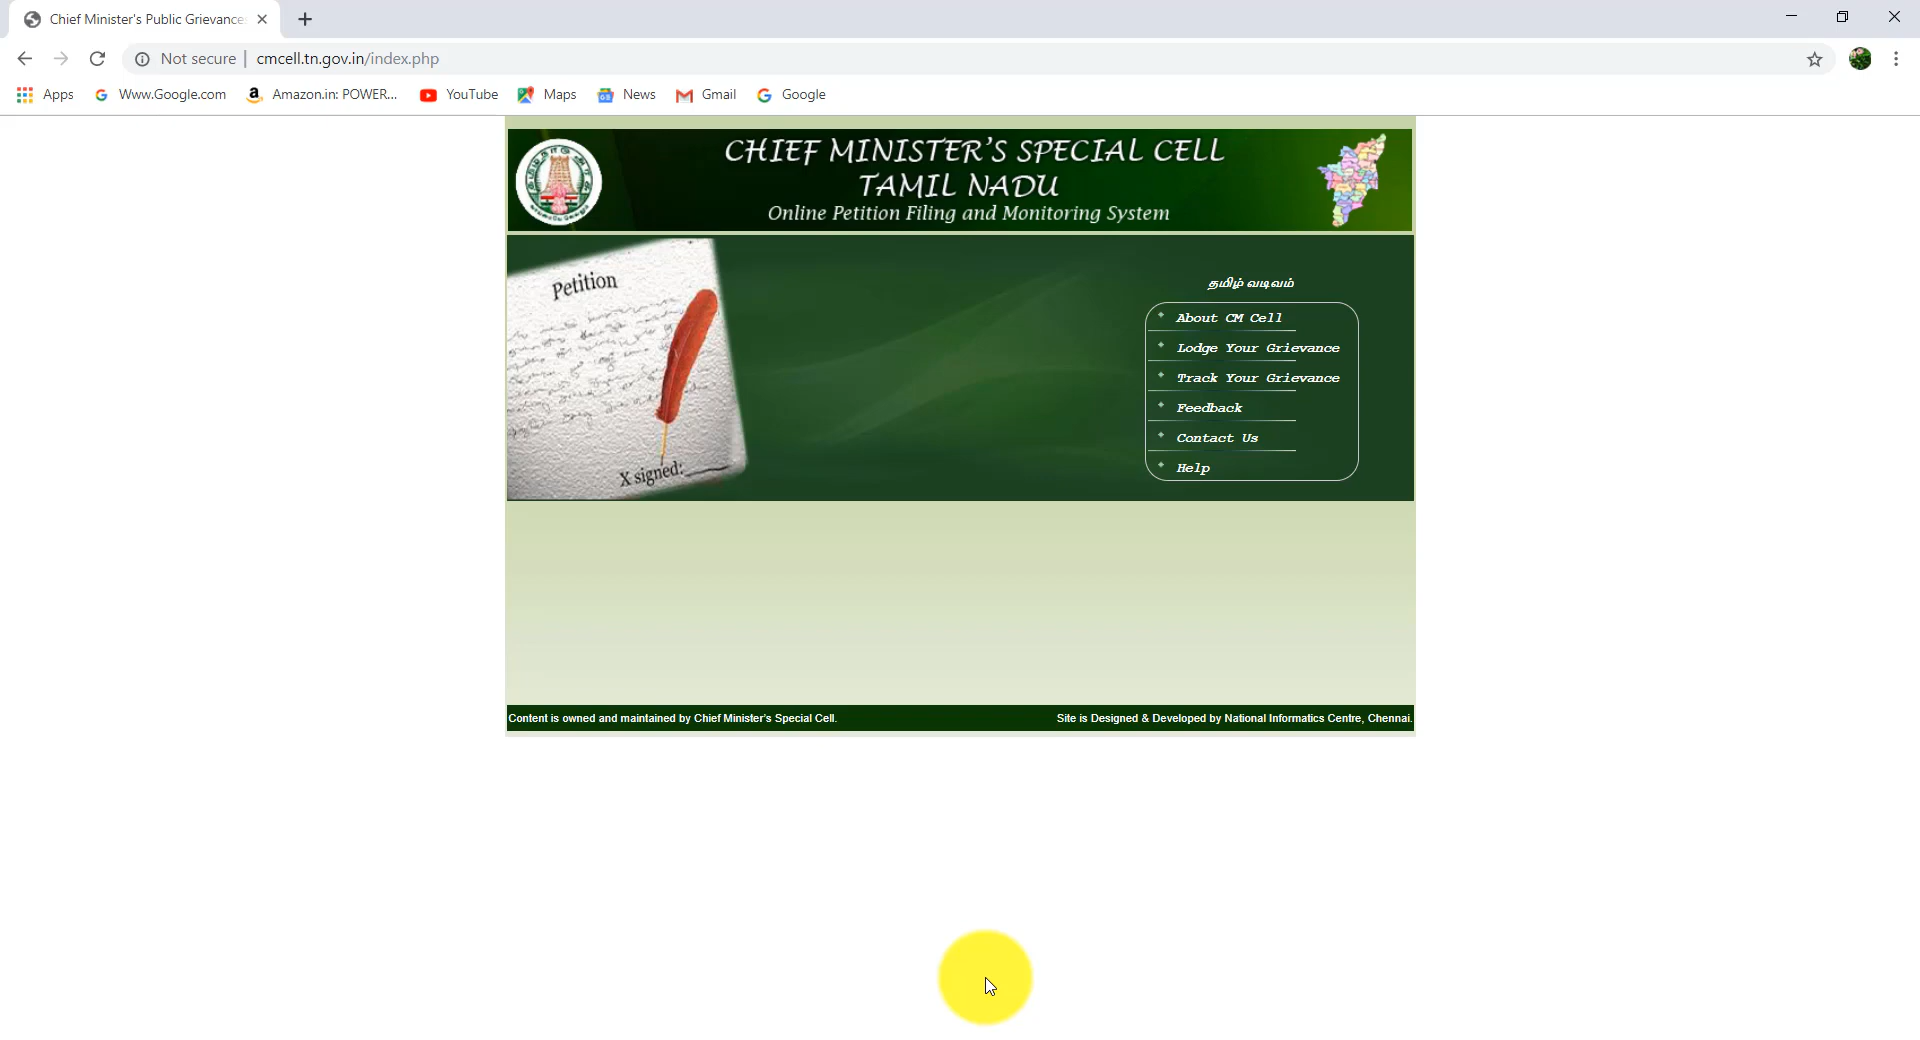 Chief Minister's Public Grievance
Not secure
cmcell.tn.gov.in/index.php
Apps
Www.Google.com
Amazon.in: POWER...
YouTube
Maps
News
Gmail
Google
CHIEF MINISTER'S SPECIAL CELL
TAMIL NADU
Online Petition Filing and Monitoring System
Petition
X signed:
தமிழ் வடிவம்
About CM Cell
Lodge Your Grievance
Track Your Grievance
Feedback
Contact Us
Help
Content is owned and maintained by Chief Minister's Special Cell.
Site is Designed & Developed by National Informatics Centre, Chennai.